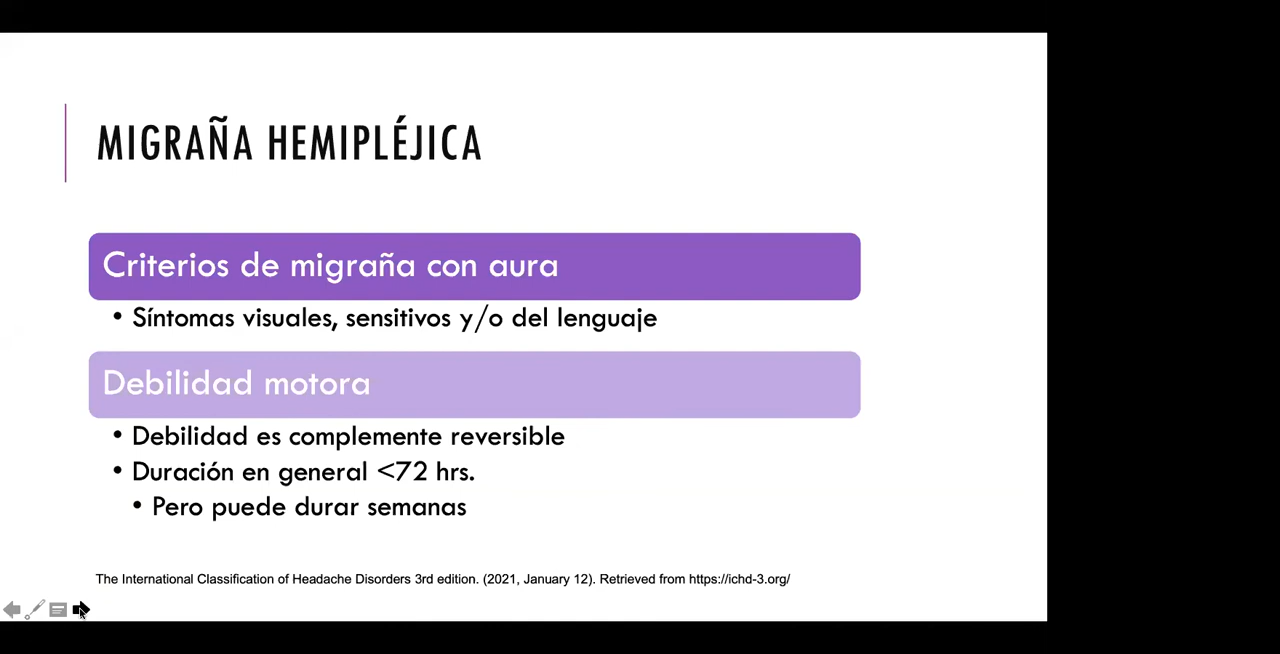 MIGRAÑA HEMIPLÉJICA
Criterios de migraña con aura
• Síntomas visuales, sensitivos y/o del lenguaje
Debilidad motora
• Debilidad es complemente reversible
• Duración en general <72 hrs.
• Pero puede durar semanas
The International Classification of Headache Disorders 3rd edition. (2021, January 12). Retrieved from https://ichd-3.org/